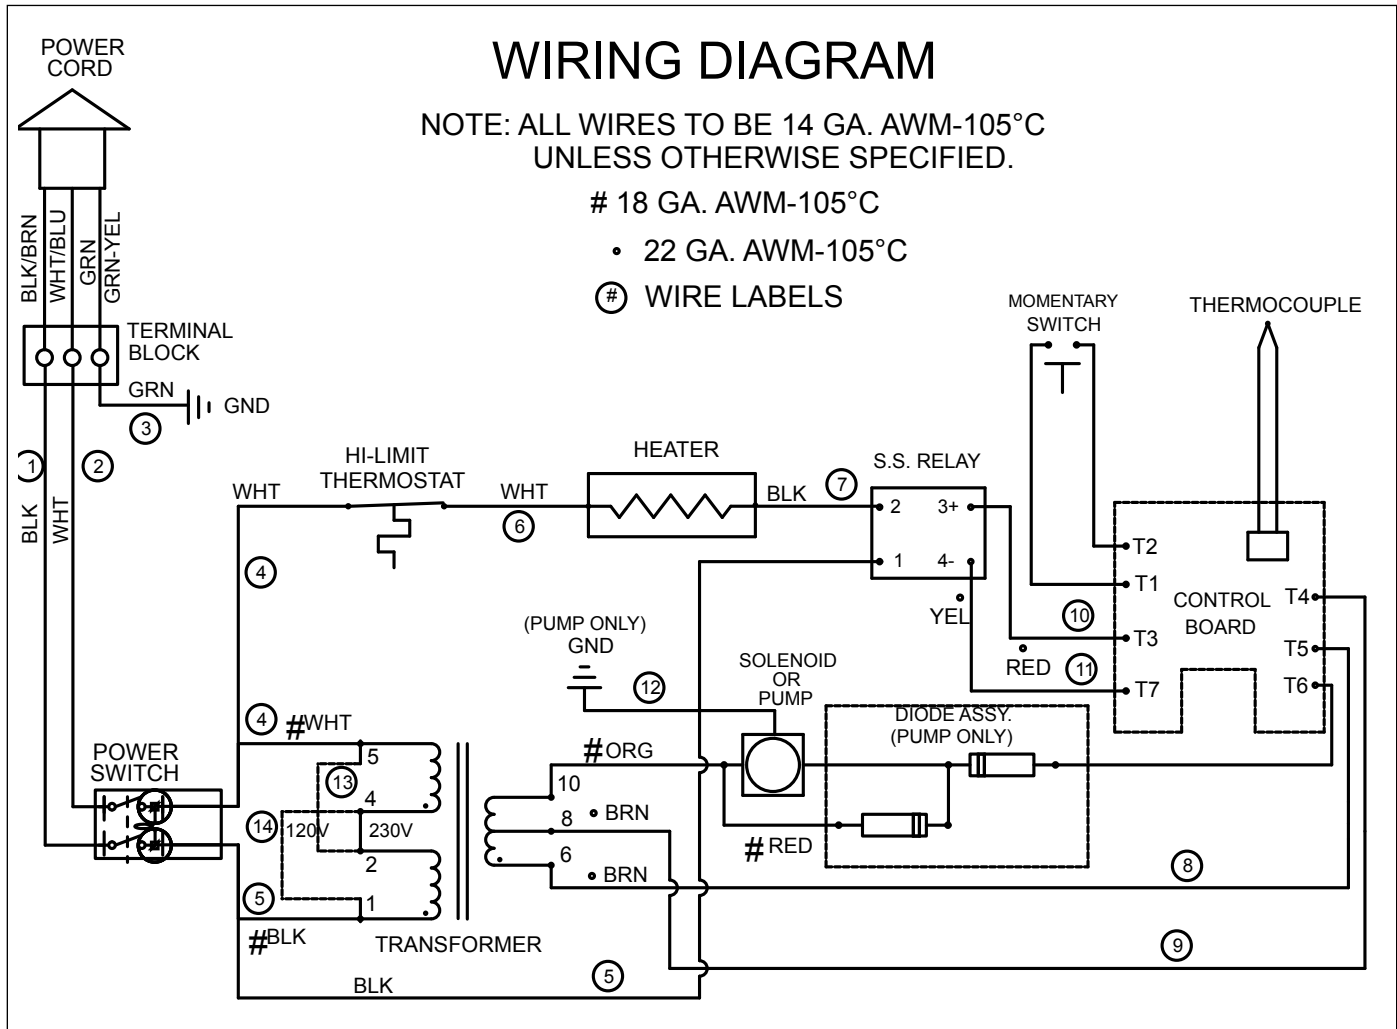 POWER
CORD
WIRING DIAGRAM
NOTE: ALL WIRES TO BE 14 GA. AWM-105°C
UNLESS OTHERWISE SPECIFIED.
# 18 GA. AWM-105°C
∘ 22 GA. AWM-105°C
# WIRE LABELS
BLK/BRN
WHT/BLU
GRN
GRN-YEL
TERMINAL
BLOCK
GRN
GND
3
1
2
BLK
WHT
MOMENTARY
SWITCH
THERMOCOUPLE
HI-LIMIT
THERMOSTAT
HEATER
S.S. RELAY
WHT
WHT
6
BLK
7
2
3+
1
4-
4
YEL
RED
10
11
T2
T1
T3
T7
T4
T5
T6
CONTROL
BOARD
(PUMP ONLY)
GND
12
SOLENOID
OR
PUMP
DIODE ASSY.
(PUMP ONLY)
4
#WHT
POWER
SWITCH
5
13
4
14
120V
230V
2
5
1
#BLK
TRANSFORMER
#ORG
10
8
BRN
6
BRN
#RED
8
9
5
BLK